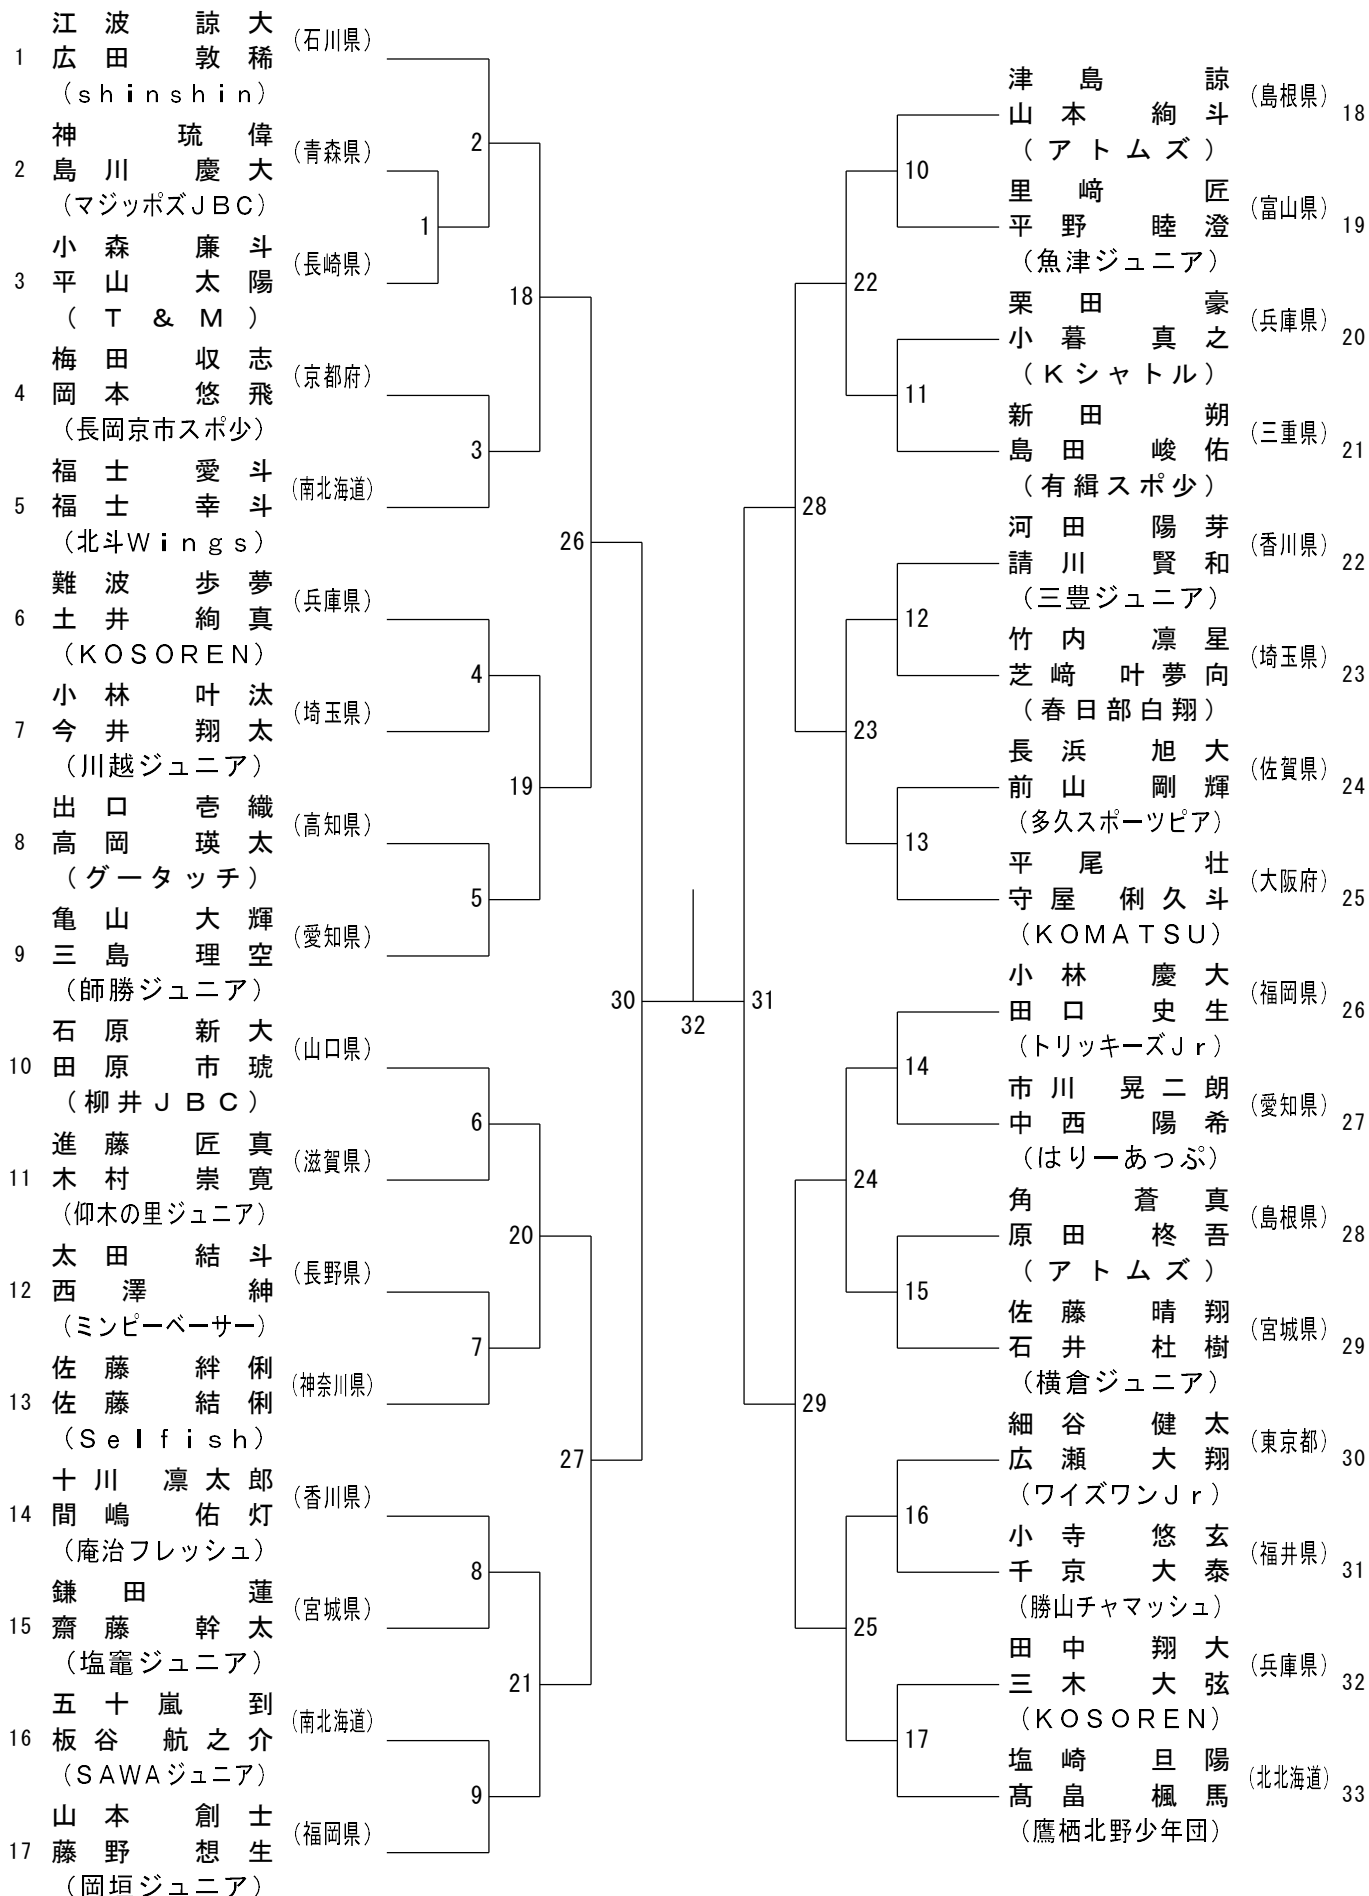 江波 諒大
(石川県)
1 広田 敦稀
(shinshin)
神 琉偉
(青森県)
2 島川 慶大
(マジッポズJBC)
小森 廉斗
(長崎県)
3 平山 太陽
(T&M)
梅田 収志
(京都府)
4 岡本 悠飛
(長岡京市スポ少)
福士 愛斗
(南北海道)
5 福士 幸斗
(北斗Wings)
難波 歩夢
(兵庫県)
6 土井 絢真
(KOSOREN)
小林 叶汰
(埼玉県)
7 今井 翔太
(川越ジュニア)
出口 壱織
(高知県)
8 高岡 瑛太
(グータッチ)
亀山 大輝
(愛知県)
9 三島 理空
(師勝ジュニア)
石原 新大
(山口県)
10 田原 市琥
(柳井JBC)
進藤 匠真
(滋賀県)
11 木村 崇寛
(仰木の里ジュニア)
太田 結斗
(長野県)
12 西澤 紳
(ミンピーベーサー)
佐藤 絆俐
(神奈川県)
13 佐藤 結俐
(Selfish)
十川 凛太郎
(香川県)
14 間嶋 佑灯
(庵治フレッシュ)
鎌田 蓮
(宮城県)
15 齋藤 幹太
(塩竈ジュニア)
五十嵐 到
(南北海道)
16 板谷 航之介
(SAWAジュニア)
山本 創士
(福岡県)
17 藤野 想生
(岡垣ジュニア)
1
2
3
4
5
6
7
8
9
18
19
20
21
26
27
30
32
31
28
29
22
23
24
25
10
11
12
13
14
15
16
17
津島 諒
(島根県)
山本 絢斗 18
(アトムズ)
里﨑 匠
(富山県)
平野 睦澄 19
(魚津ジュニア)
栗田 豪
(兵庫県)
小暮 真之 20
(Kシャトル)
新田 朔
(三重県)
島田 峻佑 21
(有緝スポ少)
河田 陽芽
(香川県)
請川 賢和 22
(三豊ジュニア)
竹内 凛星
(埼玉県)
芝﨑 叶夢向 23
(春日部白翔)
長浜 旭大
(佐賀県)
前山 剛輝 24
(多久スポーツピア)
平尾 壮
(大阪府)
守屋 俐久斗 25
(KOMATSU)
小林 慶大
(福岡県)
田口 史生 26
(トリッキーズJr)
市川 晃二朗
(愛知県)
中西 陽希 27
(はりーあっぷ)
角 蒼真
(島根県)
原田 柊吾 28
(アトムズ)
佐藤 晴翔
(宮城県)
石井 杜樹 29
(横倉ジュニア)
細谷 健太
(東京都)
広瀬 大翔 30
(ワイズワンJr)
小寺 悠玄
(福井県)
千京 大泰 31
(勝山チャマッシュ)
田中 翔大
(兵庫県)
三木 大弦 32
(KOSOREN)
塩崎 旦陽
(北北海道)
髙畠 楓馬 33
(鷹栖北野少年団)